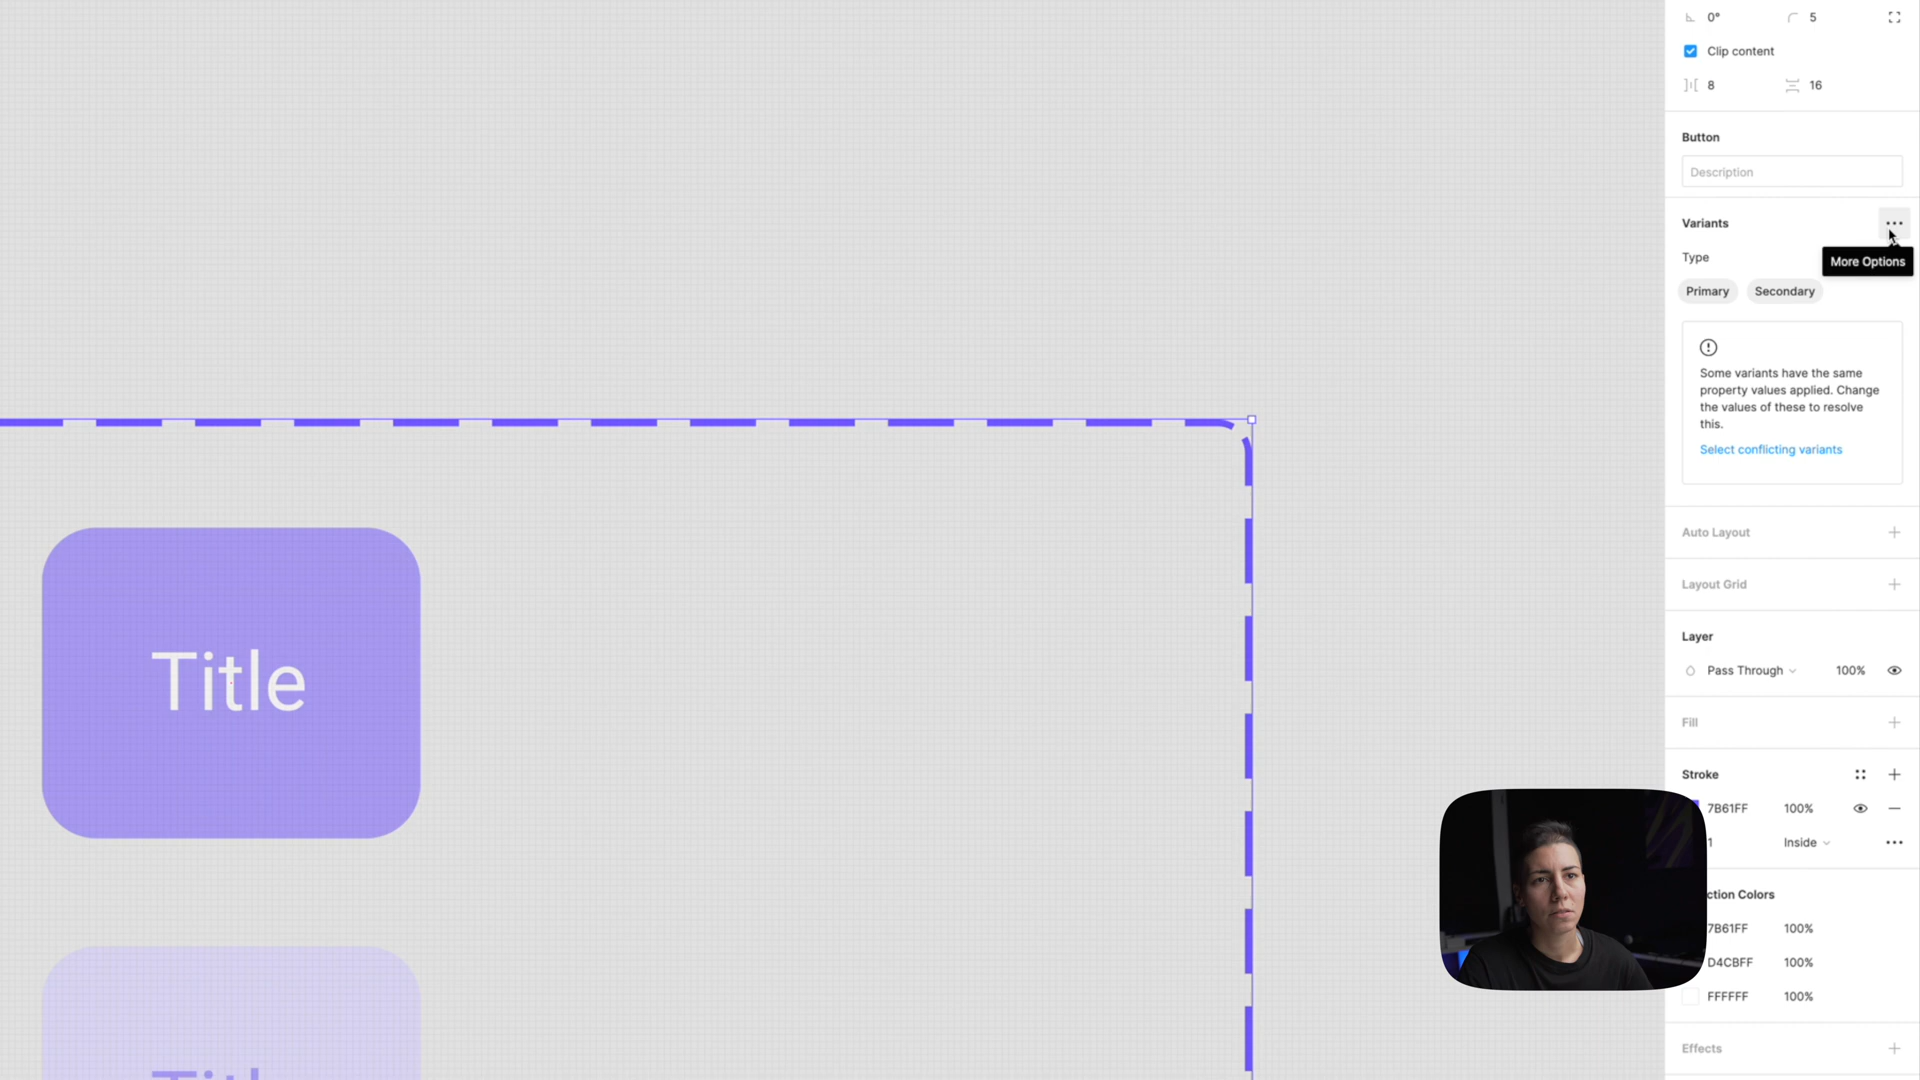 0° 5
Clip content
8 16
Button
Description
Variants
Type
More Options
Primary Secondary
Some variants have the same
property values applied. Change
the values of these to resolve
this.
Select conflicting variants
Auto Layout
Layout Grid
Layer
Pass Through 100%
Fill
Stroke
7B61FF 100%
1 Inside
ction Colors
7B61FF 100%
D4CBFF 100%
FFFFFF 100%
Effects
Title